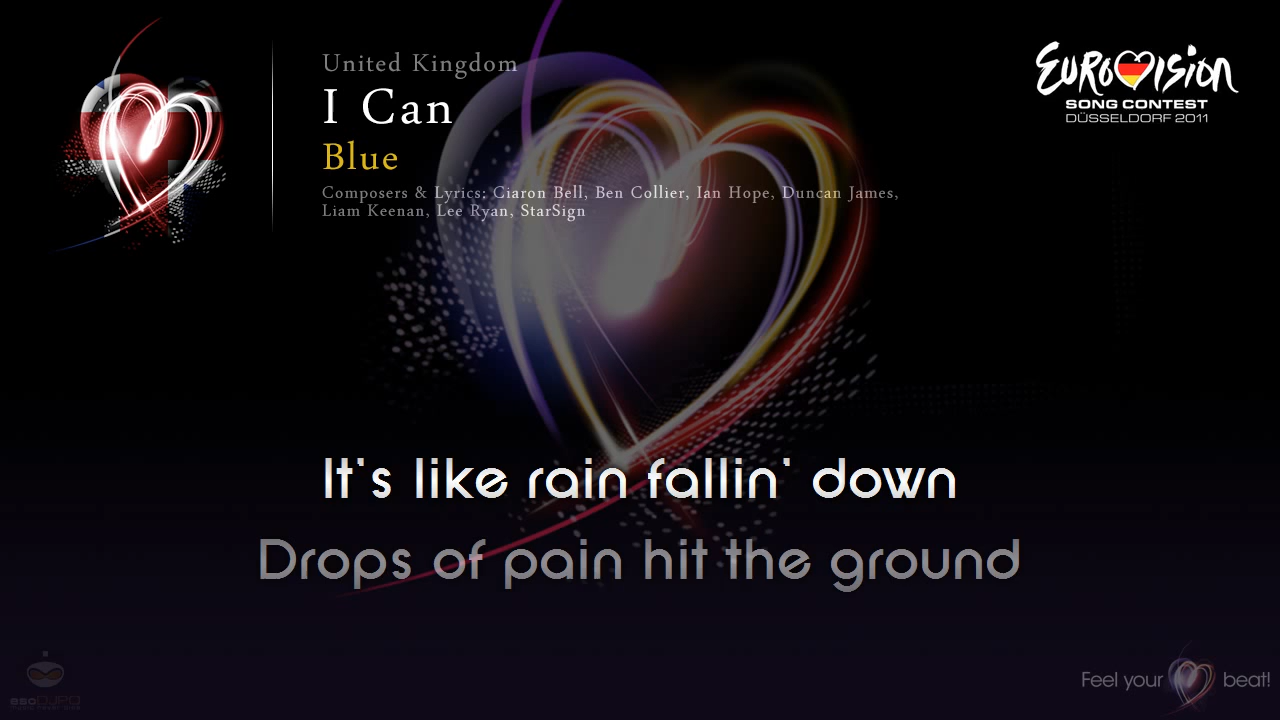 United Kingdom
I Can
Blue
Composers & Lyrics: Ciaron Bell, Ben Collier, Ian Hope, Duncan James,
Liam Keenan, Lee Ryan, StarSign
EUROVISION
SONG CONTEST
DÜSSELDORF 2011
It's like rain fallin' down
Drops of pain hit the ground
escDJPO
Feel your beat!